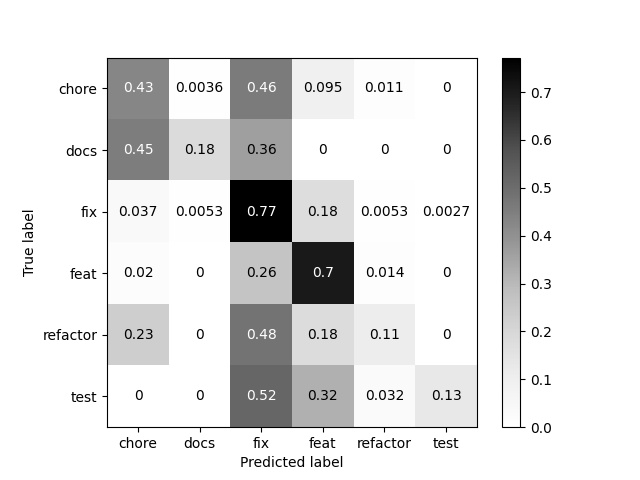 chore 0.43 0.0036 0.46 0.095 0.011 0
docs 0.45 0.18 0.36 0 0 0
fix 0.037 0.0053 0.77 0.18 0.0053 0.0027
feat 0.02 0 0.26 0.7 0.014 0
refactor 0.23 0 0.48 0.18 0.11 0
test 0 0 0.52 0.32 0.032 0.13
chore docs fix feat refactor test
Predicted label
True label
0.7
0.6
0.5
0.4
0.3
0.2
0.1
0.0